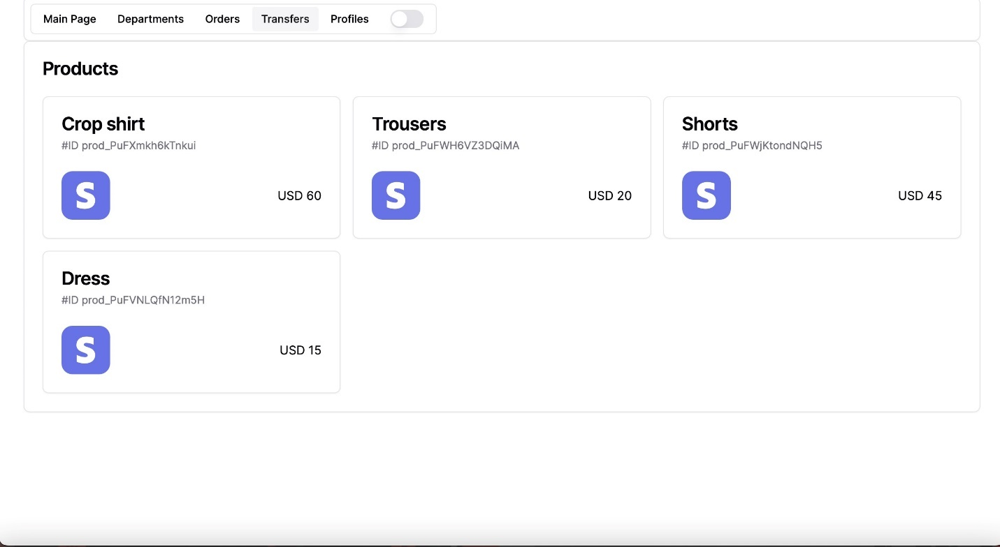 Main Page Departments Orders Transfers Profiles
Products
Crop shirt
#ID prod_PuFXmkh6kTnkui
S
USD 60
Trousers
#ID prod_PuFWH6VZ3DQiMA
S
USD 20
Shorts
#ID prod_PuFWjKtondNQH5
S
USD 45
Dress
#ID prod_PuFVNLQfN12m5H
S
USD 15